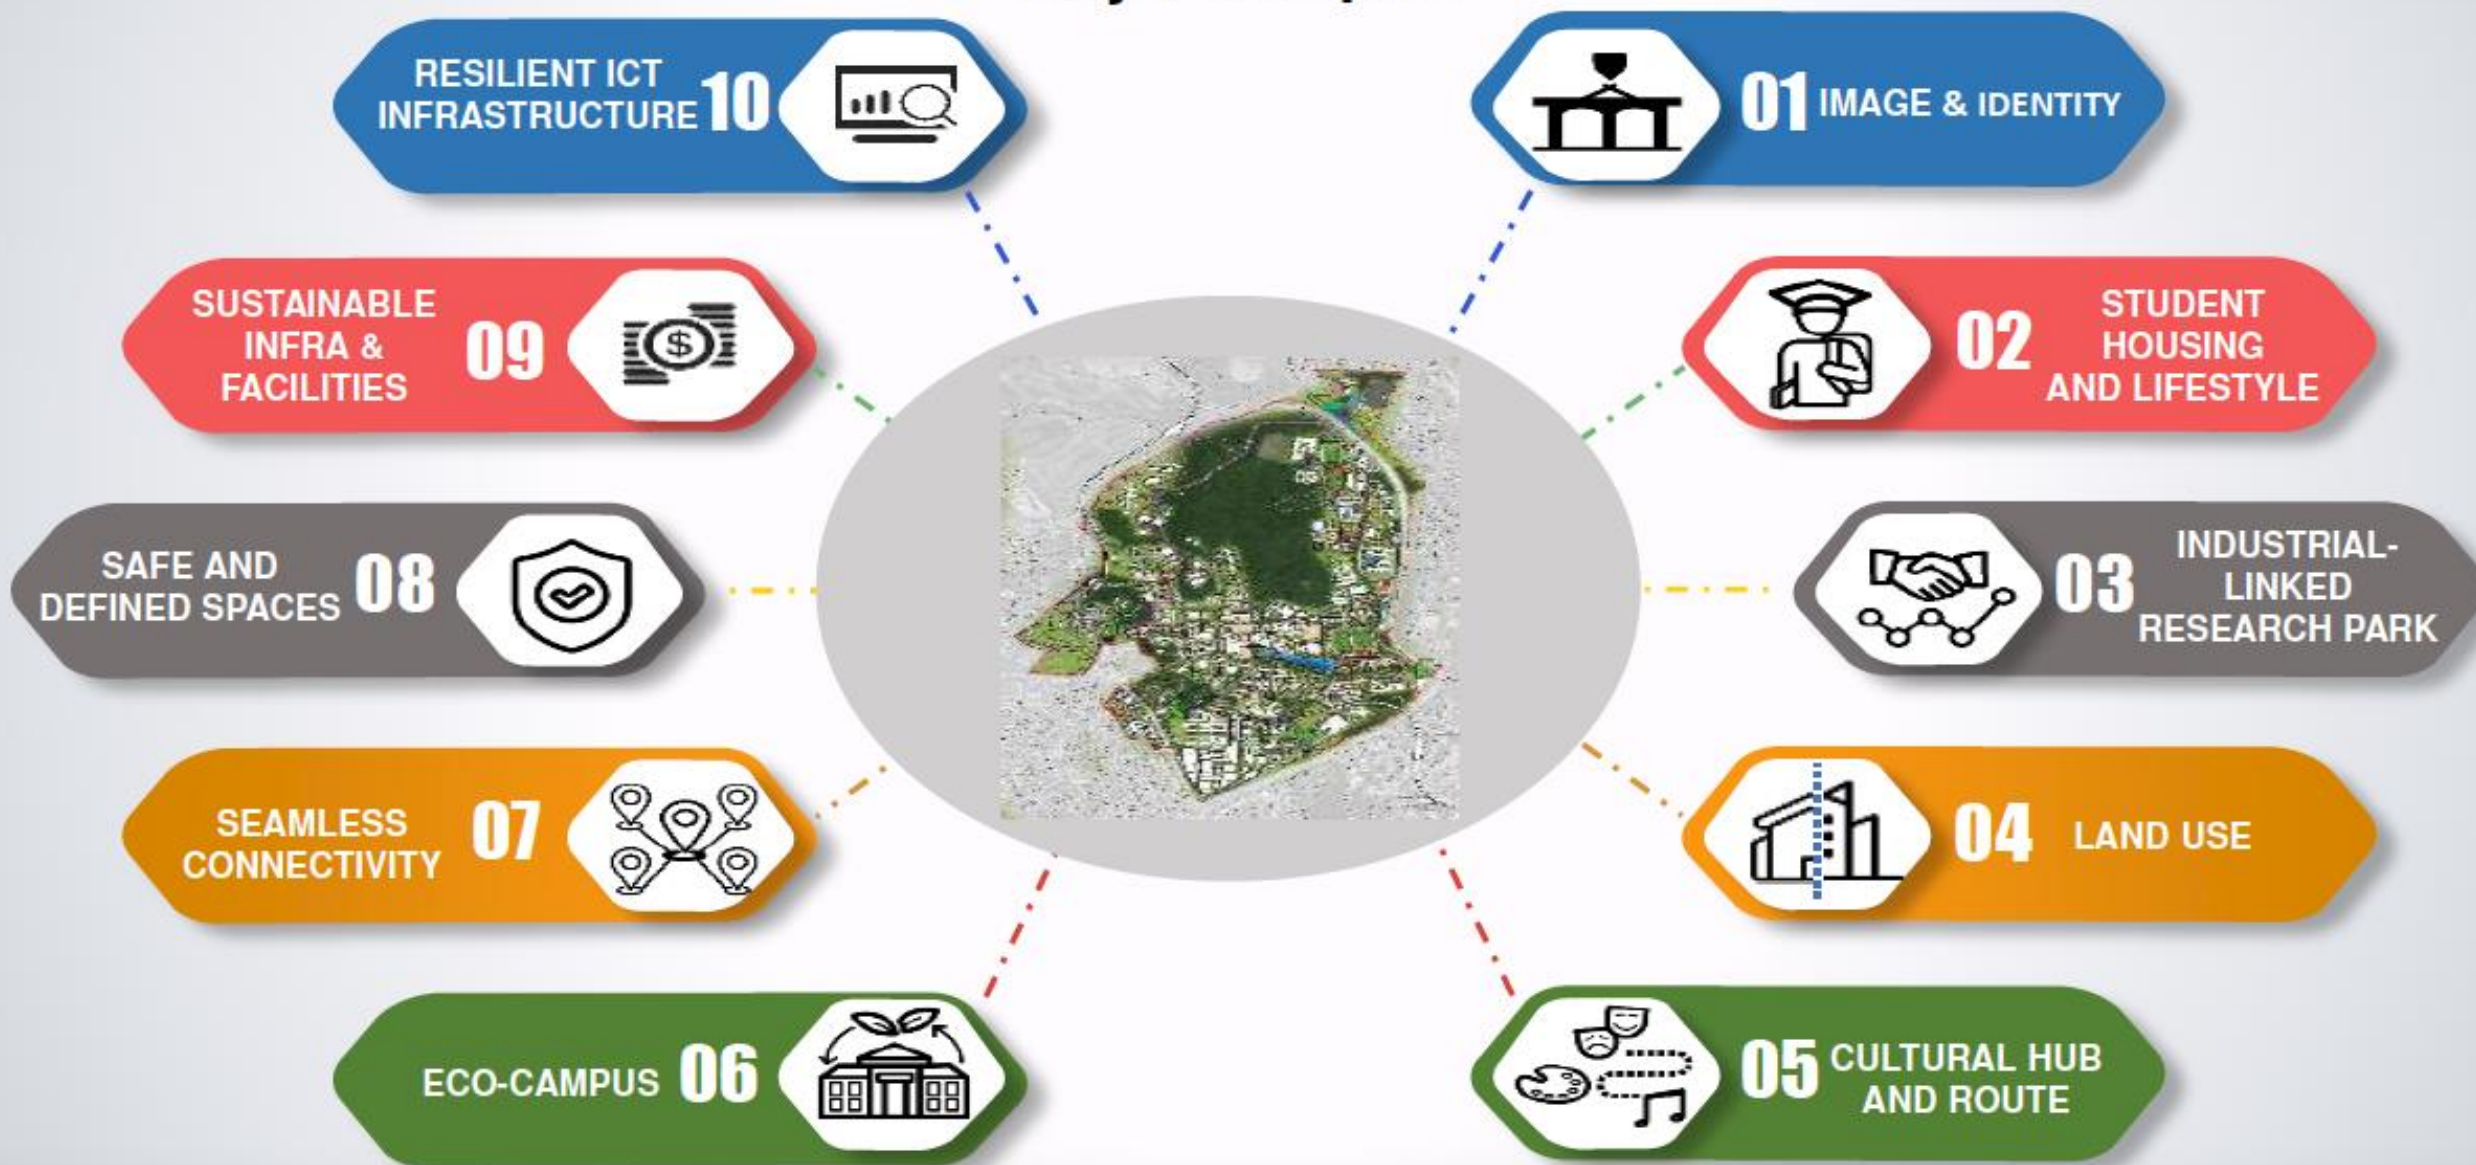 01
IMAGE & IDENTITY
02
STUDENT
HOUSING
AND LIFESTYLE
03
INDUSTRIAL-
LINKED
RESEARCH PARK
04
LAND USE
05
CULTURAL HUB
AND ROUTE
ECO-CAMPUS
06
SEAMLESS
CONNECTIVITY
07
SAFE AND
DEFINED SPACES
08
SUSTAINABLE
INFRA &
FACILITIES
09
$
RESILIENT ICT
INFRASTRUCTURE
10